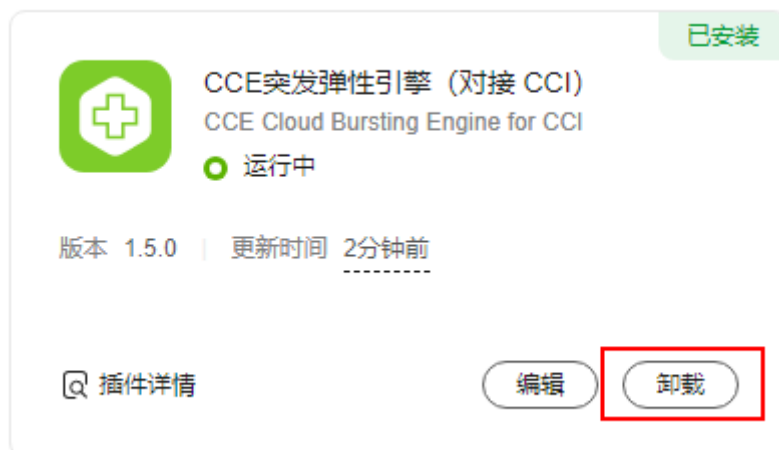 已安装
CCE突发弹性引擎（对接 CCI）
CCE Cloud Bursting Engine for CCI
运行中
版本 1.5.0 | 更新时间 2分钟前
插件详情 编辑 卸载